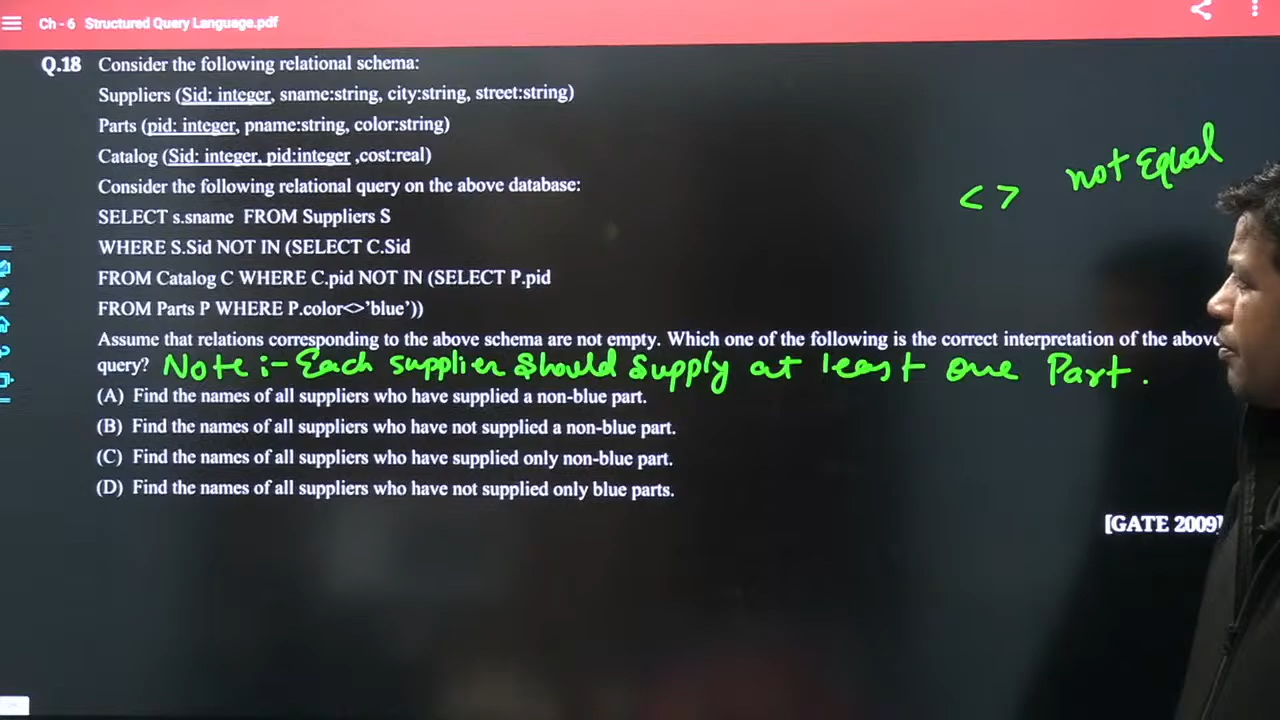 Ch - 6 Structured Query Language.pdf
Q.18 Consider the following relational schema:
Suppliers (Sid: integer, sname:string, city:string, street:string)
Parts (pid: integer, pname:string, color:string)
Catalog (Sid: integer, pid:integer ,cost:real)
Consider the following relational query on the above database:
SELECT s.sname FROM Suppliers S
WHERE S.Sid NOT IN (SELECT C.Sid
FROM Catalog C WHERE C.pid NOT IN (SELECT P.pid
FROM Parts P WHERE P.color<>'blue'))
<> not Equal
Assume that relations corresponding to the above schema are not empty. Which one of the following is the correct interpretation of the above
query? Note :- Each supplier should supply at least one Part.
(A) Find the names of all suppliers who have supplied a non-blue part.
(B) Find the names of all suppliers who have not supplied a non-blue part.
(C) Find the names of all suppliers who have supplied only non-blue part.
(D) Find the names of all suppliers who have not supplied only blue parts.
[GATE 2009]